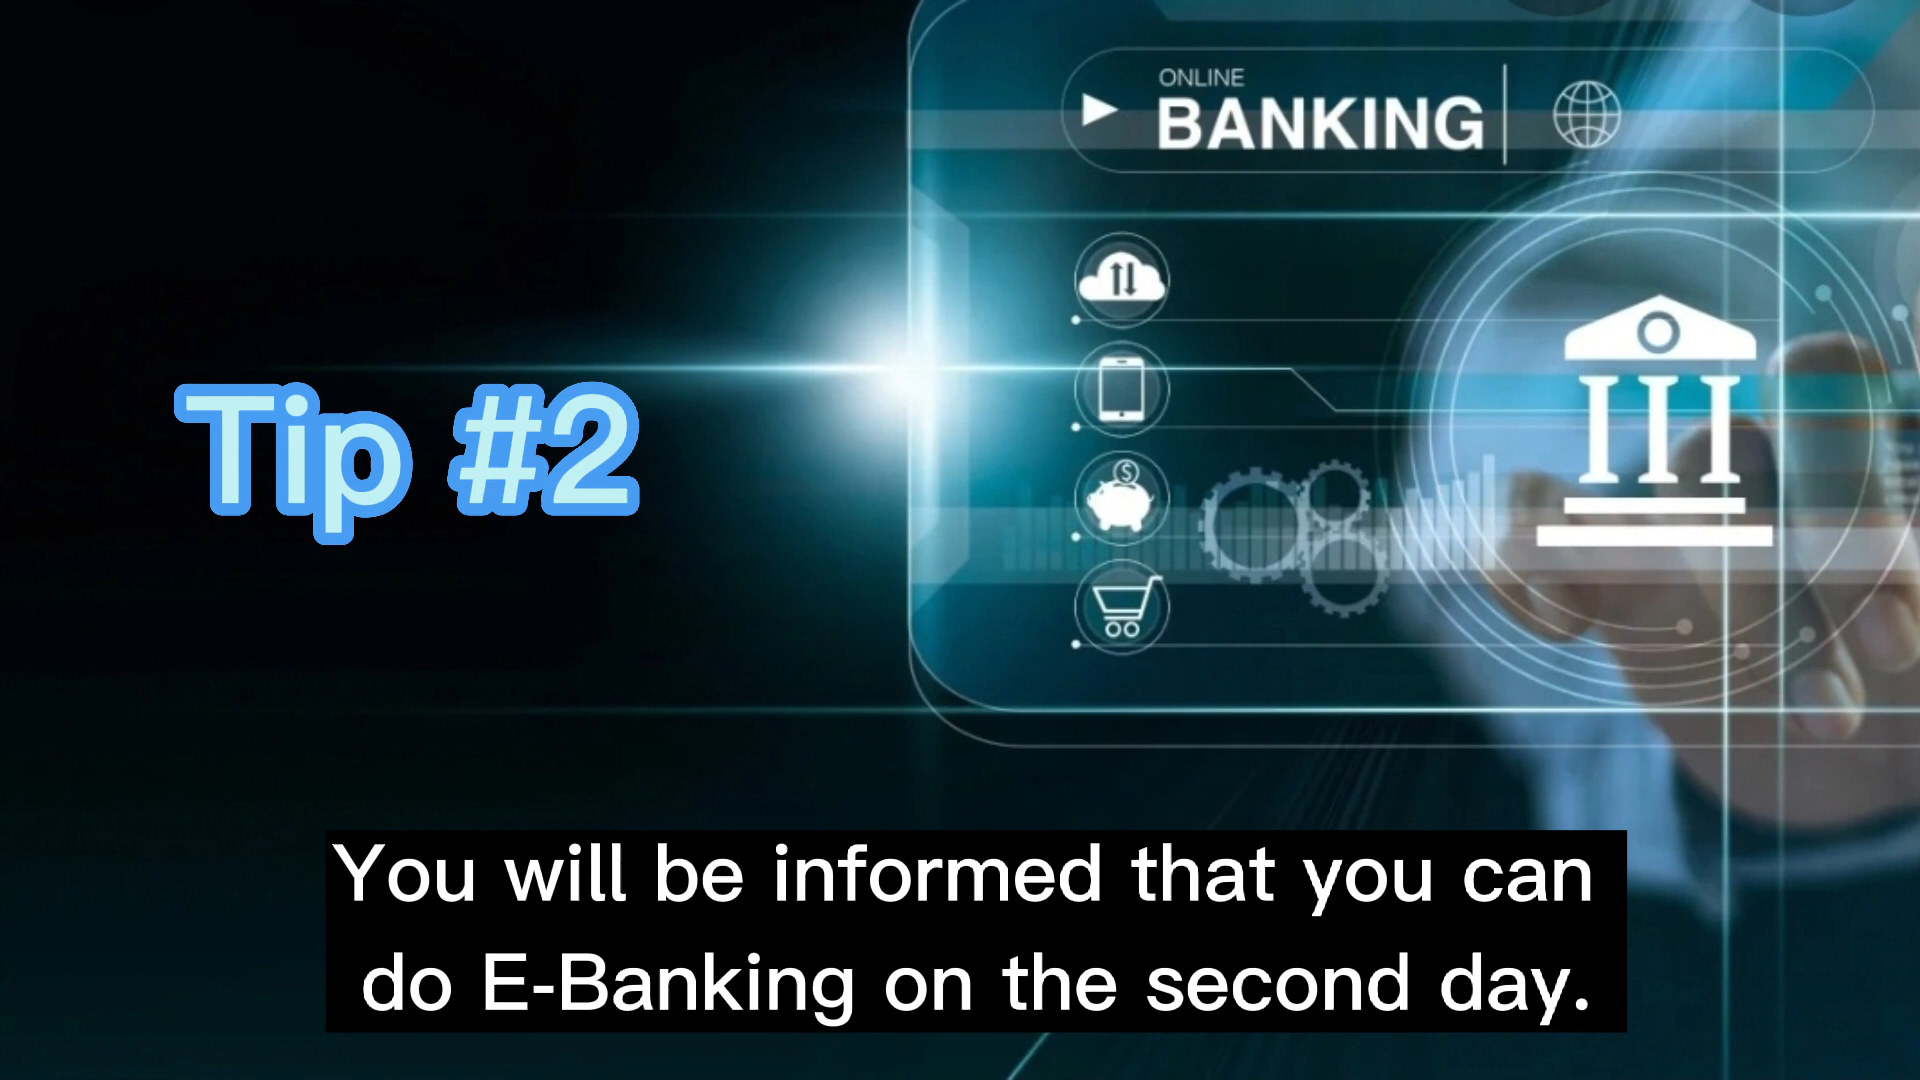 ONLINE
BANKING
Tip #2
You will be informed that you can
do E-Banking on the second day.